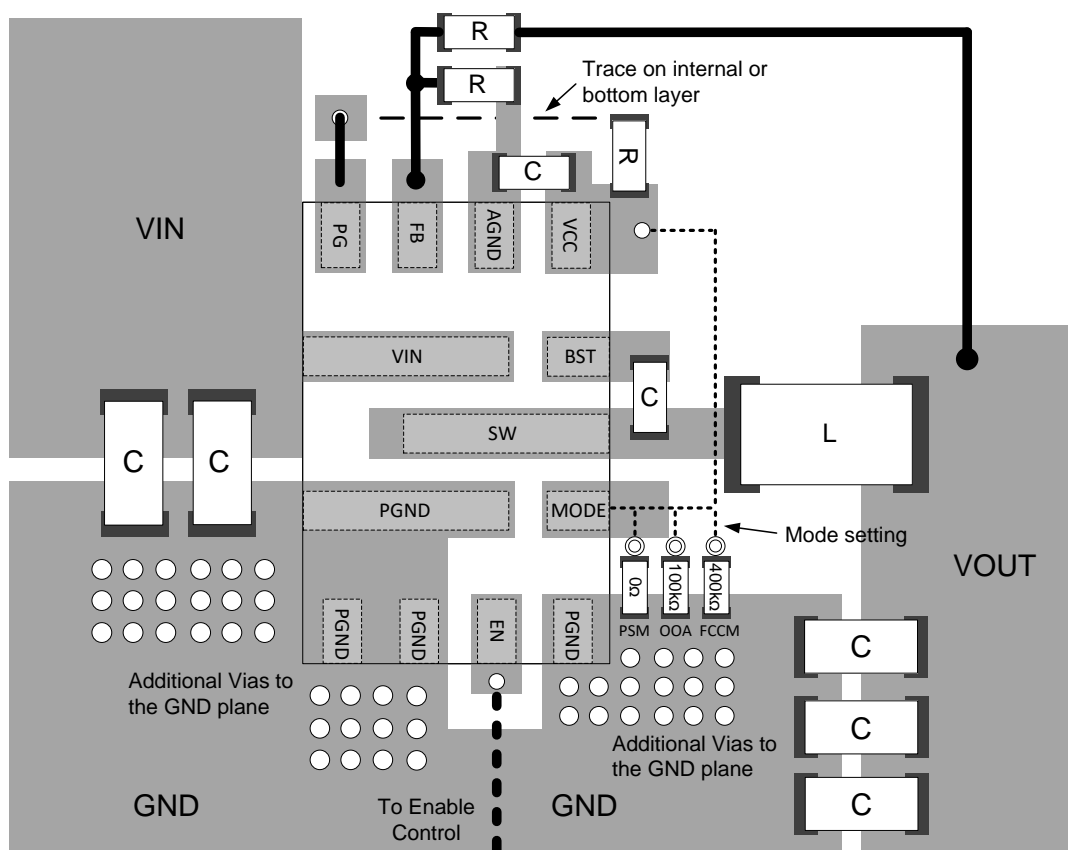 R
R
Trace on internal or
bottom layer
R
C
VIN
PG
FB
AGND
VCC
VIN
BST
C
SW
L
C
C
PGND
MODE
Mode setting
VOUT
0Ω
100kΩ
400kΩ
PSM
OOA
FCCM
PGND
PGND
EN
PGND
C
Additional Vias to
the GND plane
C
Additional Vias to
the GND plane
GND
To Enable
Control
GND
C